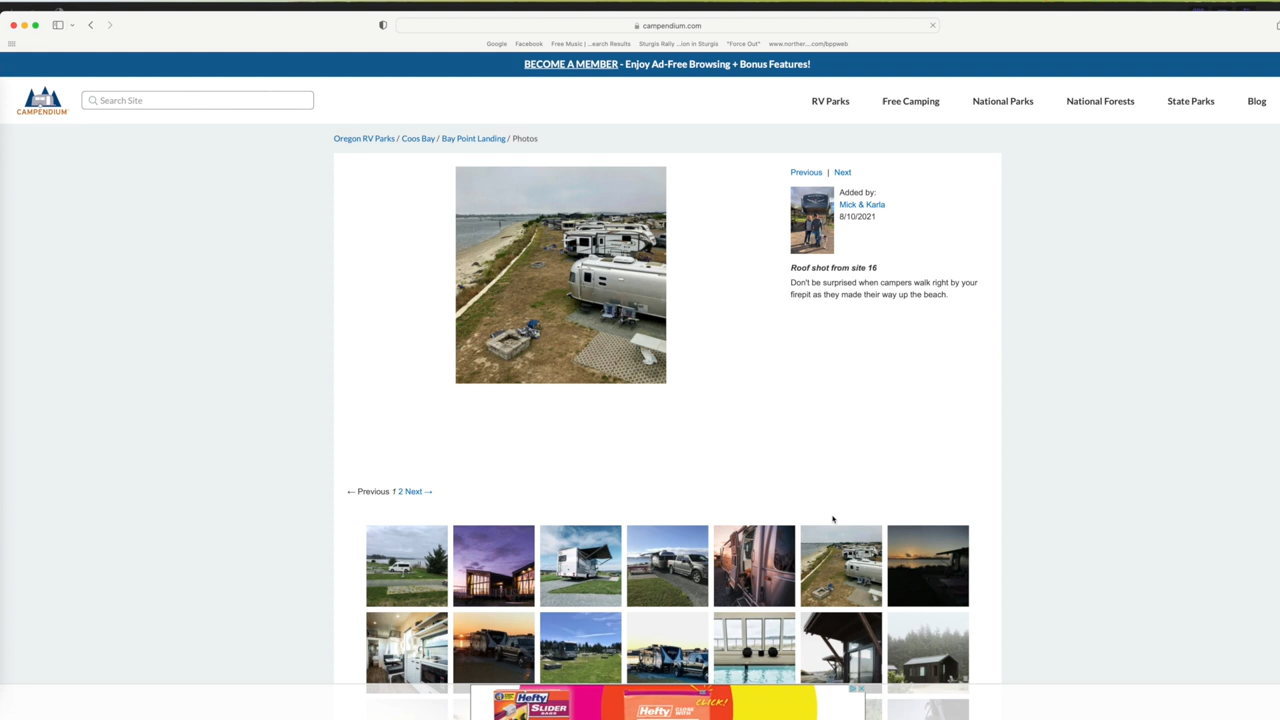 campendium.com
Google Facebook Free Music | ...earch Results Sturgis Rally ...ion in Sturgis "Force Out" www.norther....com/bppweb
BECOME A MEMBER - Enjoy Ad-Free Browsing + Bonus Features!
CAMPENDIUM
Search Site
RV Parks Free Camping National Parks National Forests State Parks Blog
Oregon RV Parks / Coos Bay / Bay Point Landing / Photos
Previous | Next
Added by:
Mick & Karla
8/10/2021
Roof shot from site 16
Don't be surprised when campers walk right by your
firepit as they made their way up the beach.
← Previous 1 2 Next →
Hefty
SLIDER
BAGS
Hefty
CLOSE WITH
CLICK!